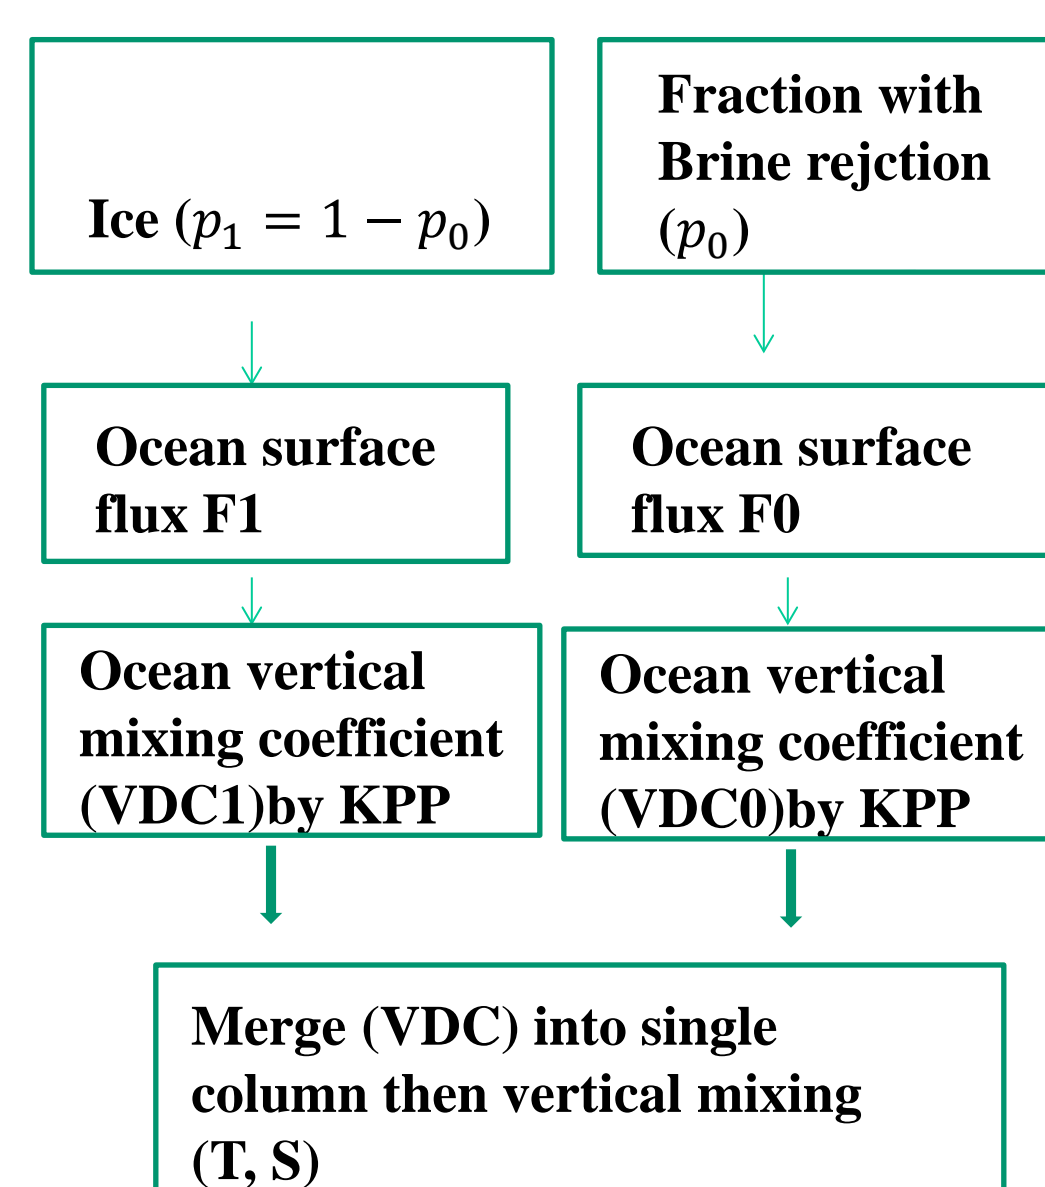 Ice (𝑝₁ = 1 − 𝑝₀)
Fraction with
Brine rejction
(𝑝₀)
Ocean surface
flux F1
Ocean surface
flux F0
Ocean vertical
mixing coefficient
(VDC1)by KPP
Ocean vertical
mixing coefficient
(VDC0)by KPP
Merge (VDC) into single
column then vertical mixing
(T, S)